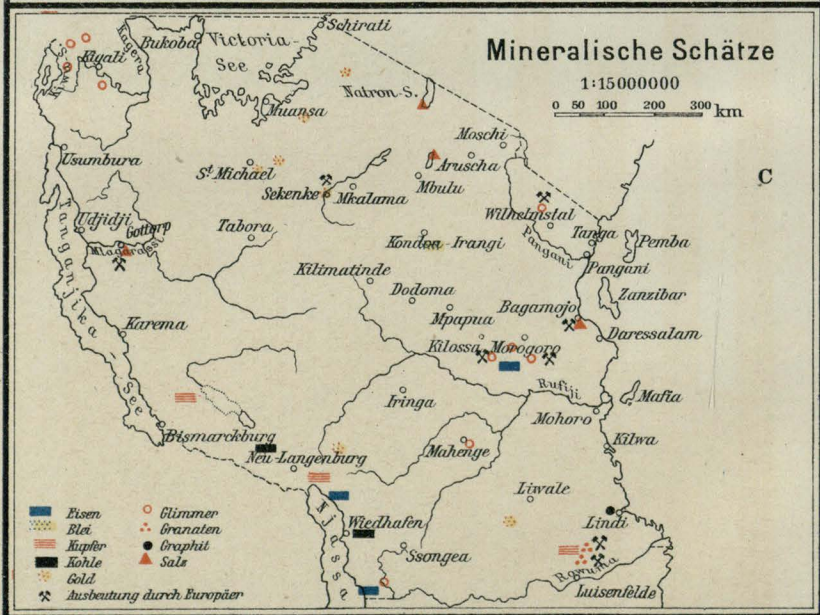 Mineralische Schätze
1:15000000
0 50 100 200 300 km
C
Schirati
Kagera
Bukoba
Victoria-
See
Kigali
Kiwu-S.
Natron-S.
Muansa
Moschi
Usumbura
St. Michael
Aruscha
Mbulu
Sekenke
Mkalama
Wilhelmstal
Udjidji
Gottorp
Tabora
Tanga
Pemba
Kondoa-Irangi
Pangani
Pangani
Kilimatinde
Zanzibar
Dodoma
Bagamojo
Mpapua
Tanganjika-See
Karema
Daressalam
Kilossa
Morogoro
Rufiji
Mafia
Iringa
Mohoro
Bismarckburg
Kilwa
Neu-Langenburg
Mahenge
Liwale
Njassa
Wiedhafen
Lindi
Ssongea
Rowuma
Luisenfelde
Eisen
Blei
Kupfer
Kohle
Gold
Ausbeutung durch Europäer
Glimmer
Granaten
Graphit
Salz